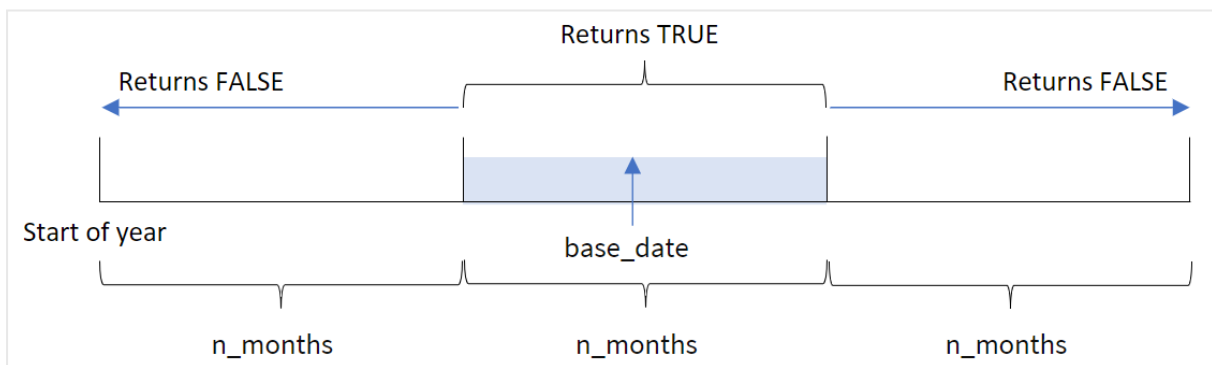 Returns TRUE
Returns FALSE
Returns FALSE
Start of year
base_date
n_months
n_months
n_months